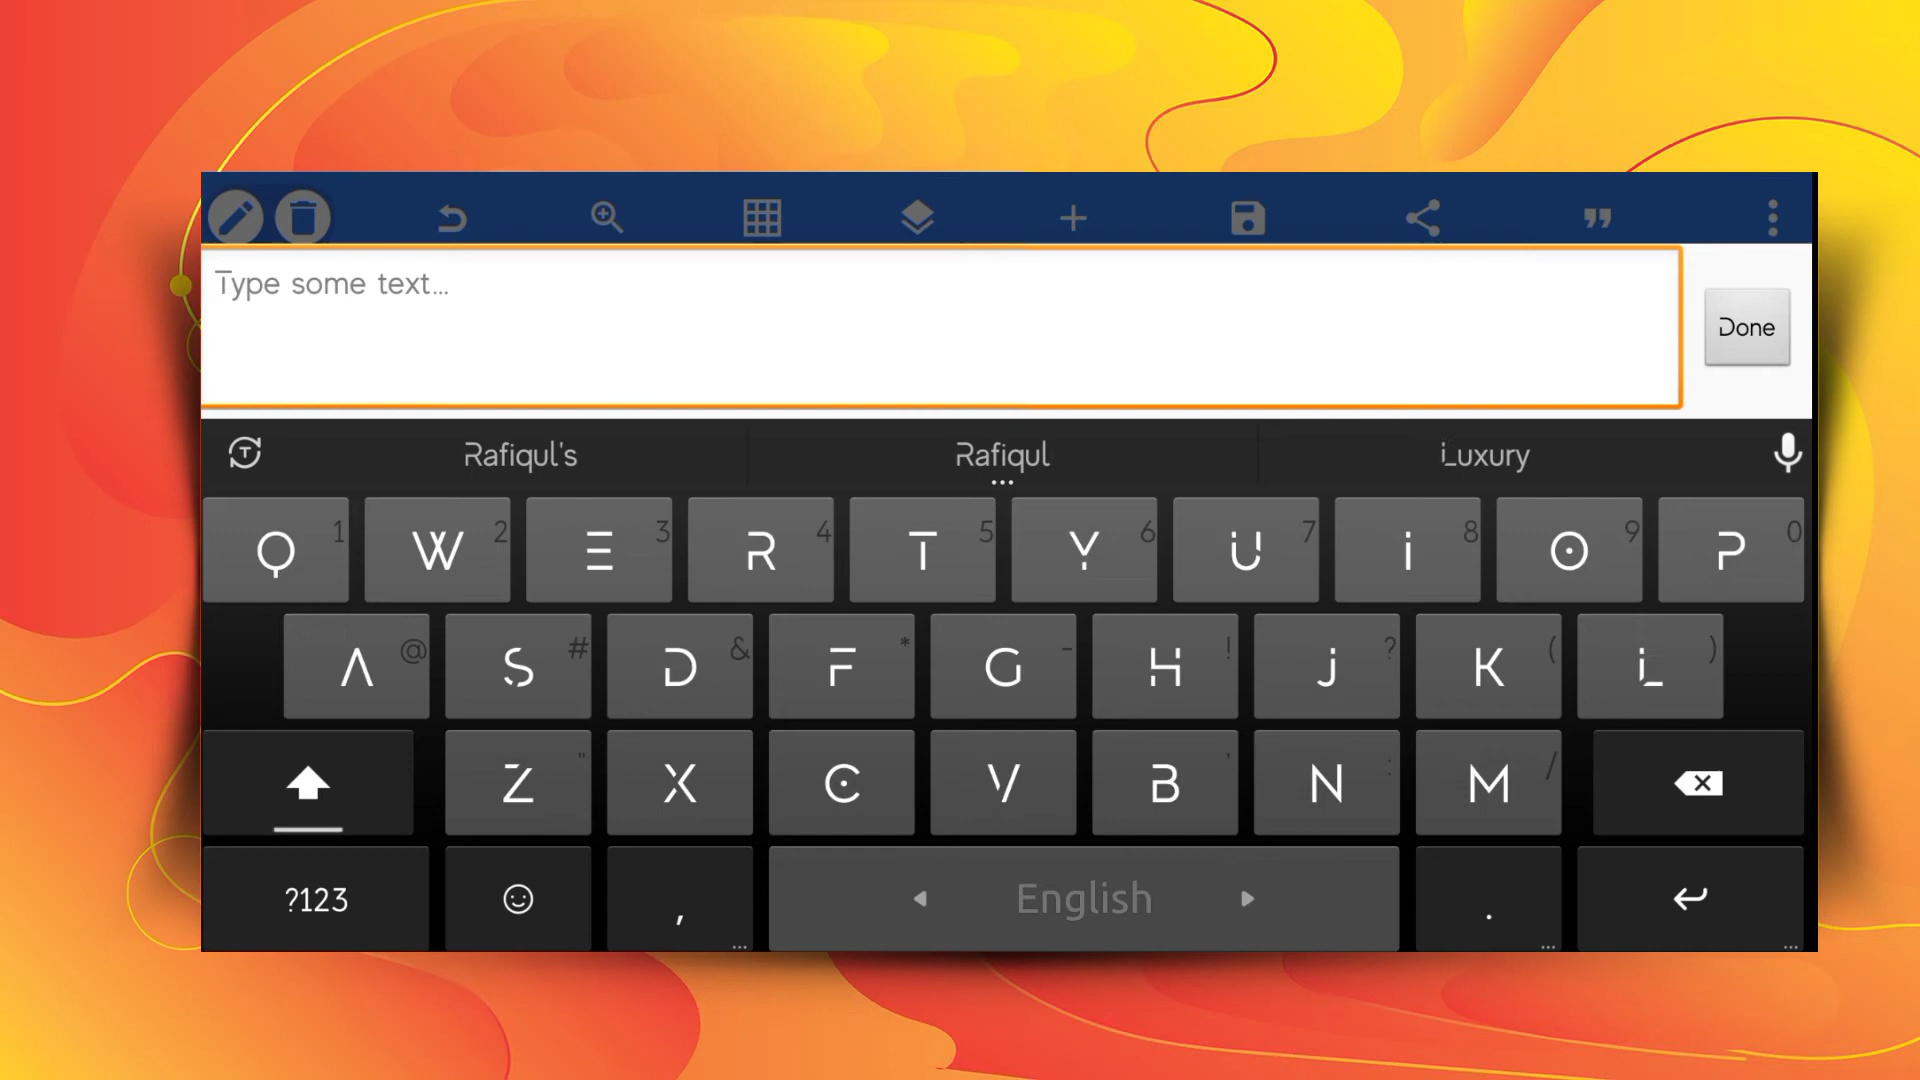 Type some text...
Done
Rafiqul's Rafiqul Luxury
Q 1 W 2 E 3 R 4 T 5 Y 6 U 7 I 8 O 9 P 0
A @ S # D & F * G - H ! J ? K ( L )
Z " X C V B ' N : M /
?123 , English .